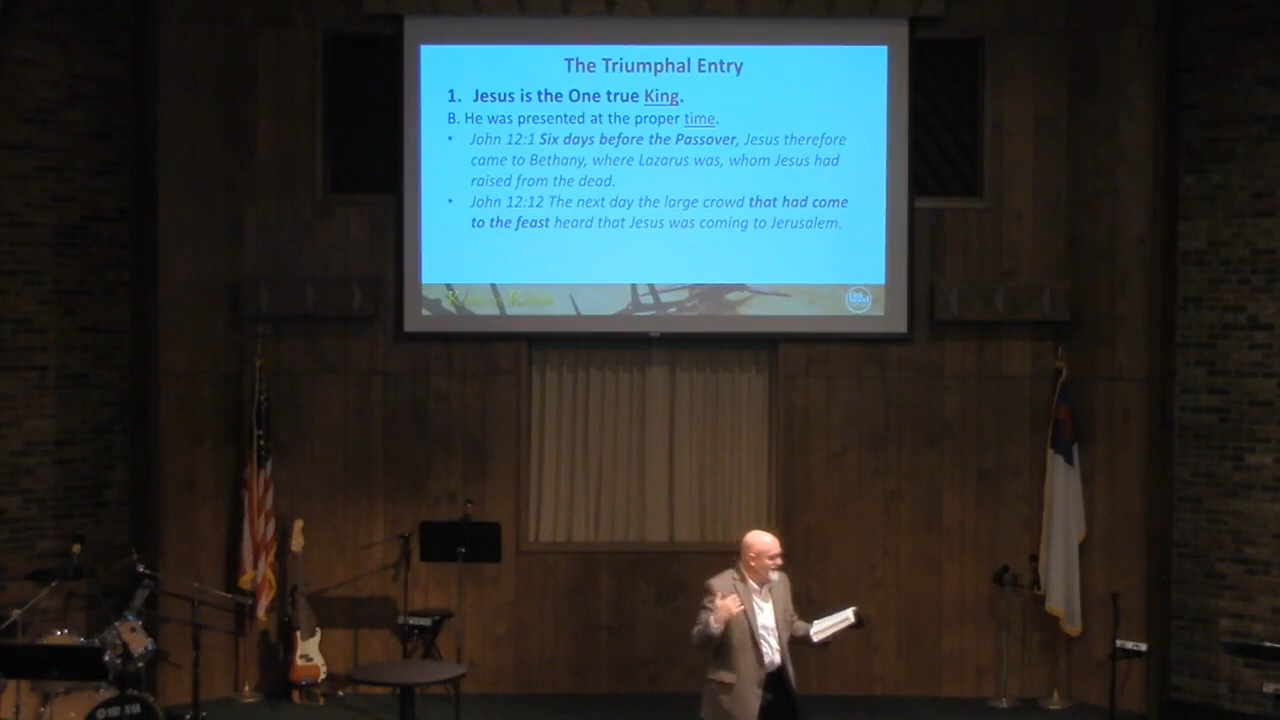 The Triumphal Entry
1. Jesus is the One true King.
B. He was presented at the proper time.
• John 12:1 Six days before the Passover, Jesus therefore
came to Bethany, where Lazarus was, whom Jesus had
raised from the dead.
• John 12:12 The next day the large crowd that had come
to the feast heard that Jesus was coming to Jerusalem.
YAMAHA